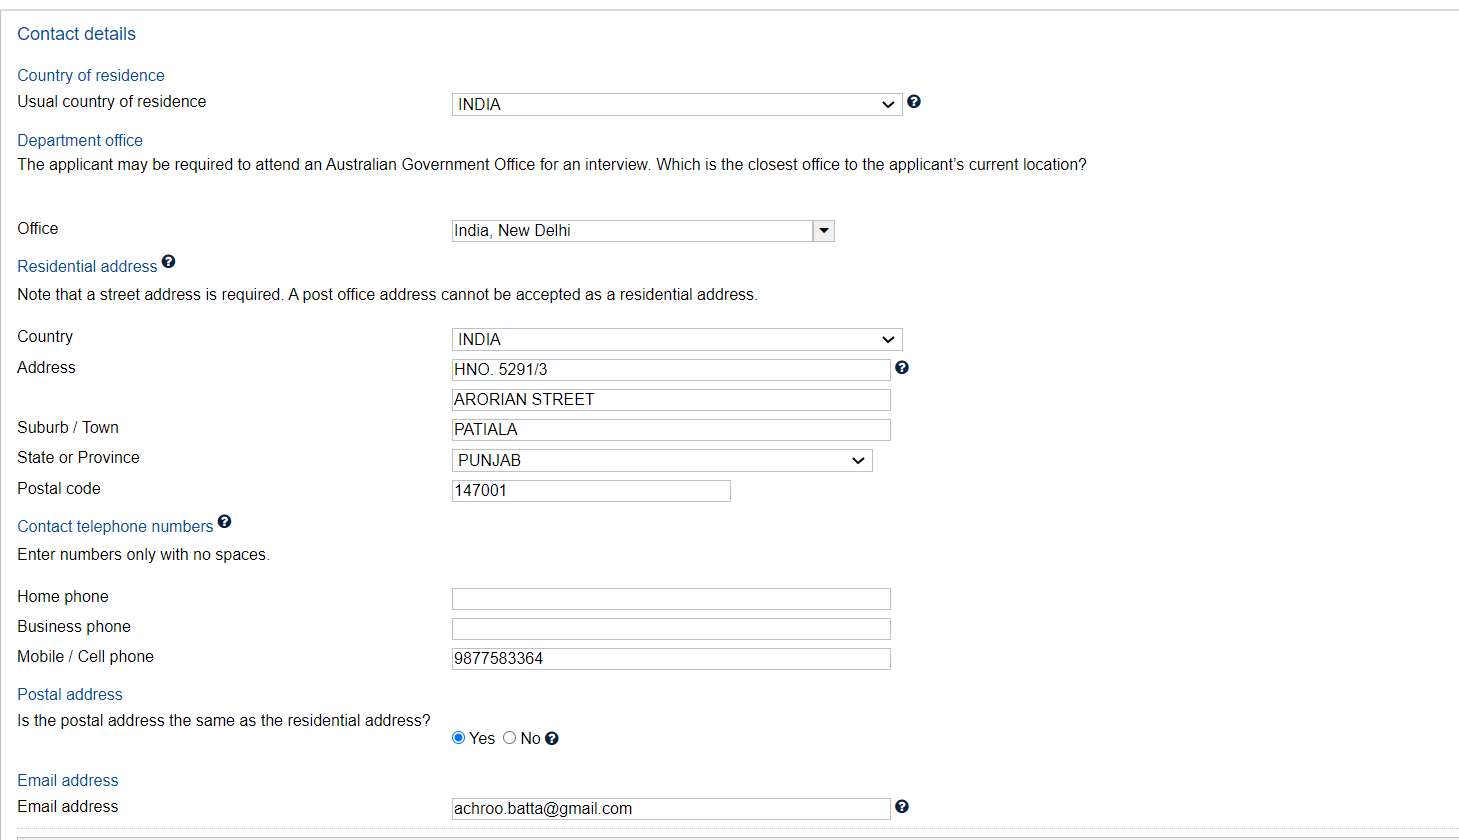 Contact details
Country of residence
Usual country of residence INDIA
Department office
The applicant may be required to attend an Australian Government Office for an interview. Which is the closest office to the applicant's current location?
Office India, New Delhi
Residential address
Note that a street address is required. A post office address cannot be accepted as a residential address.
Country INDIA
Address HNO. 5291/3
ARORIAN STREET
Suburb / Town PATIALA
State or Province PUNJAB
Postal code 147001
Contact telephone numbers
Enter numbers only with no spaces.
Home phone
Business phone
Mobile / Cell phone 9877583364
Postal address
Is the postal address the same as the residential address?
Yes No
Email address
Email address achroo.batta@gmail.com